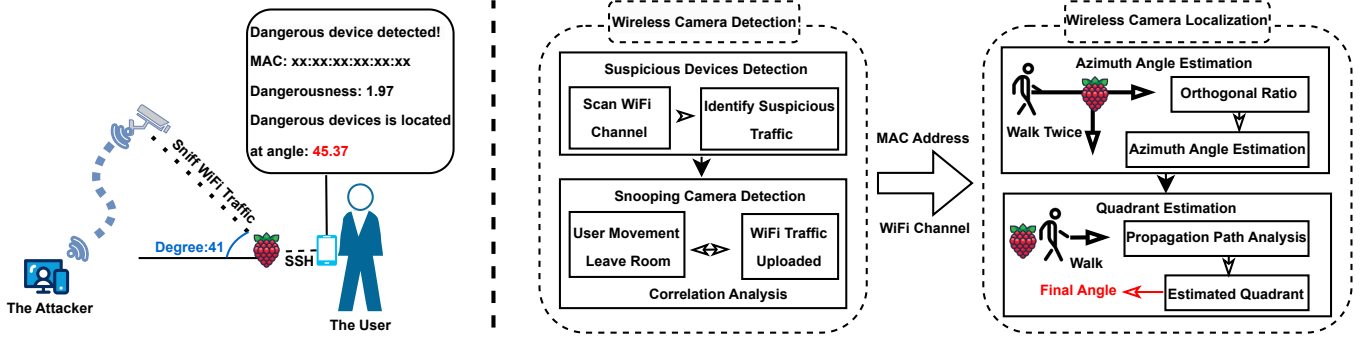 Dangerous device detected!
MAC: xx:xx:xx:xx:xx:xx
Dangerousness: 1.97
Dangerous devices is located
at angle: 45.37
Sniff WiFi Traffic
Degree:41
SSH
The Attacker
The User
Wireless Camera Detection
Suspicious Devices Detection
Scan WiFi
Channel
Identify Suspicious
Traffic
Snooping Camera Detection
User Movement
Leave Room
WiFi Traffic
Uploaded
Correlation Analysis
MAC Address
WiFi Channel
Wireless Camera Localization
Azimuth Angle Estimation
Walk Twice
Orthogonal Ratio
Azimuth Angle Estimation
Quadrant Estimation
Walk
Propagation Path Analysis
Final Angle
Estimated Quadrant